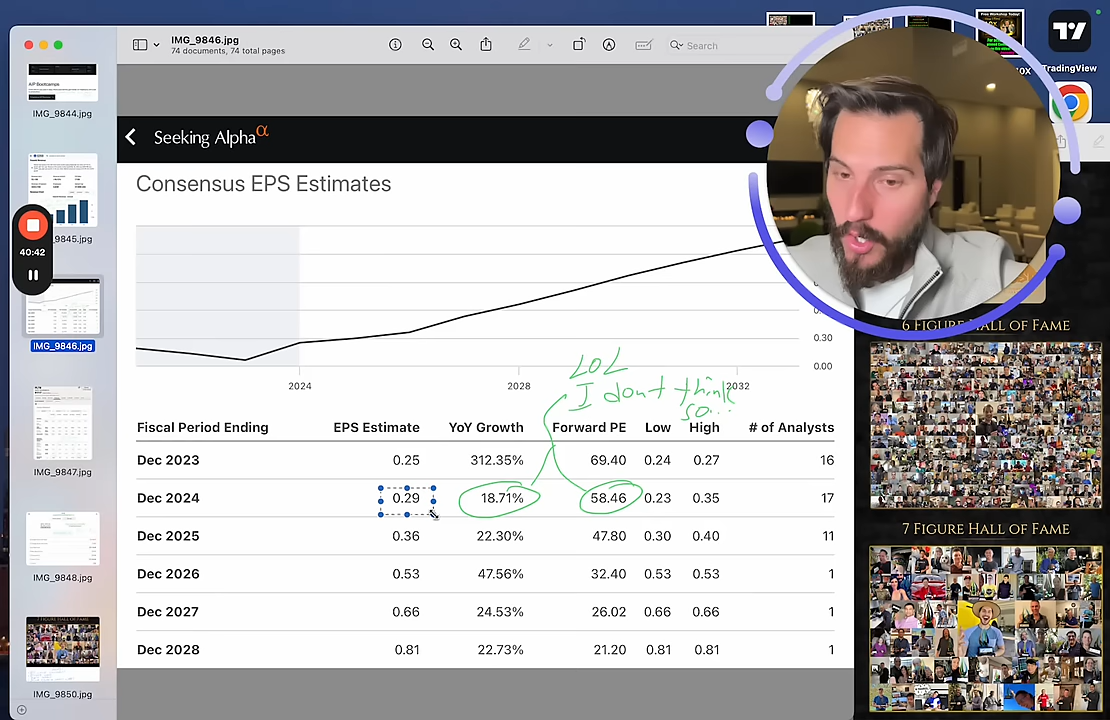 IMG_9846.jpg
74 documents, 74 total pages
Search
TradingView
IMG_9844.jpg
9845.jpg
40:42
IMG_9846.jpg
IMG_9847.jpg
IMG_9848.jpg
IMG_9850.jpg
Seeking Alphaα
Consensus EPS Estimates
0.30
0.00
2024 2028 2032
LOL
I don't think
so...
Fiscal Period Ending EPS Estimate YoY Growth Forward PE Low High # of Analysts
Dec 2023 0.25 312.35% 69.40 0.24 0.27 16
Dec 2024 0.29 18.71% 58.46 0.23 0.35 17
Dec 2025 0.36 22.30% 47.80 0.30 0.40 11
Dec 2026 0.53 47.56% 32.40 0.53 0.53 1
Dec 2027 0.66 24.53% 26.02 0.66 0.66 1
Dec 2028 0.81 22.73% 21.20 0.81 0.81 1
6 FIGURE HALL OF FAME
7 FIGURE HALL OF FAME